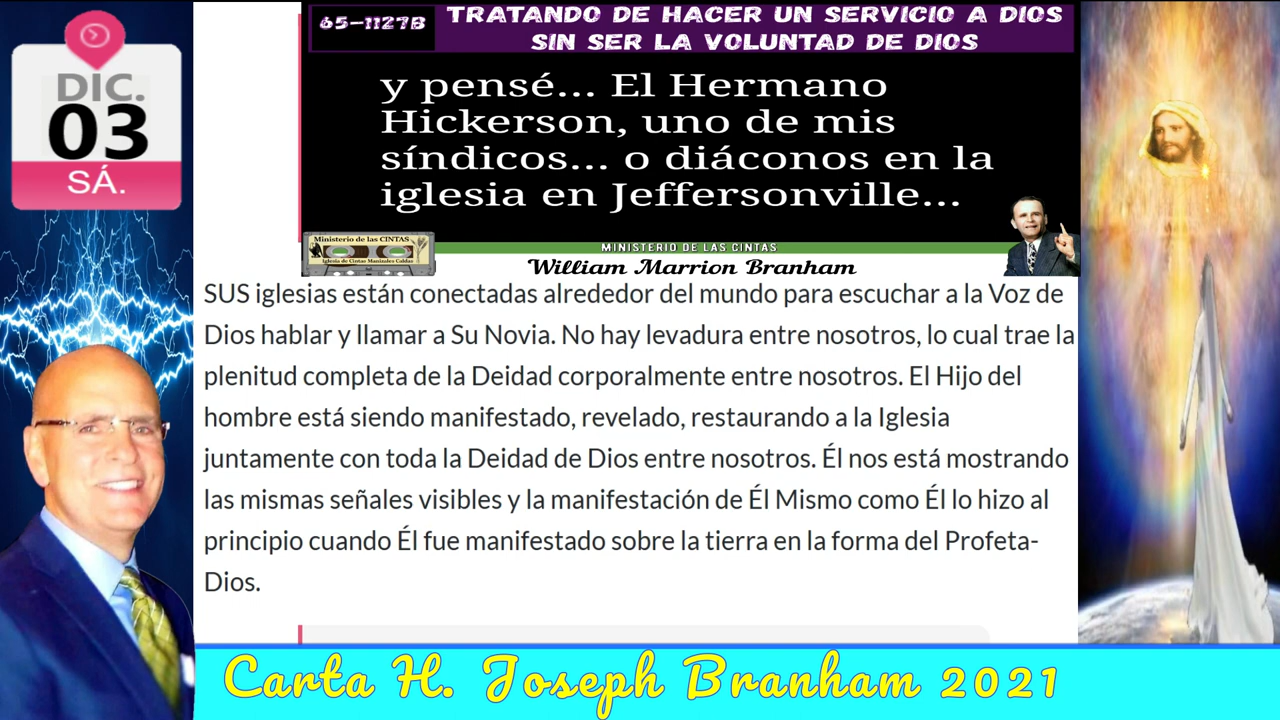 DIC.
03
SÁ.
65-1127B
TRATANDO DE HACER UN SERVICIO A DIOS
SIN SER LA VOLUNTAD DE DIOS
y pensé... El Hermano
Hickerson, uno de mis
síndicos... o diáconos en la
iglesia en Jeffersonville...
Ministerio de las CINTAS
Iglesia de Cintas Manizales Caldas
MINISTERIO DE LAS CINTAS
William Marrion Branham
SUS iglesias están conectadas alrededor del mundo para escuchar a la Voz de
Dios hablar y llamar a Su Novia. No hay levadura entre nosotros, lo cual trae la
plenitud completa de la Deidad corporalmente entre nosotros. El Hijo del
hombre está siendo manifestado, revelado, restaurando a la Iglesia
juntamente con toda la Deidad de Dios entre nosotros. Él nos está mostrando
las mismas señales visibles y la manifestación de Él Mismo como Él lo hizo al
principio cuando Él fue manifestado sobre la tierra en la forma del Profeta-
Dios.
Carta H. Joseph Branham 2021